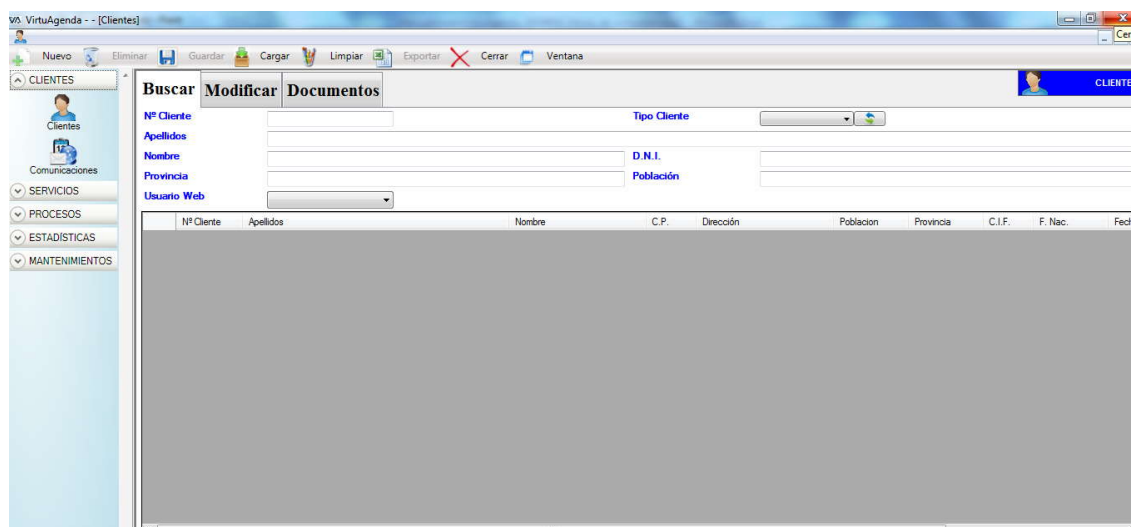 VirtuAgenda - - [Clientes]
Cer
Nuevo Eliminar Guardar Cargar Limpiar Exportar Cerrar Ventana
CLIENTES
Clientes
Comunicaciones
SERVICIOS
PROCESOS
ESTADÍSTICAS
MANTENIMIENTOS
Buscar Modificar Documentos
CLIENTE
Nº Cliente Tipo Cliente
Apellidos
Nombre D.N.I.
Provincia Población
Usuario Web
Nº Cliente Apellidos Nombre C.P. Dirección Poblacion Provincia C.I.F. F. Nac. Fech